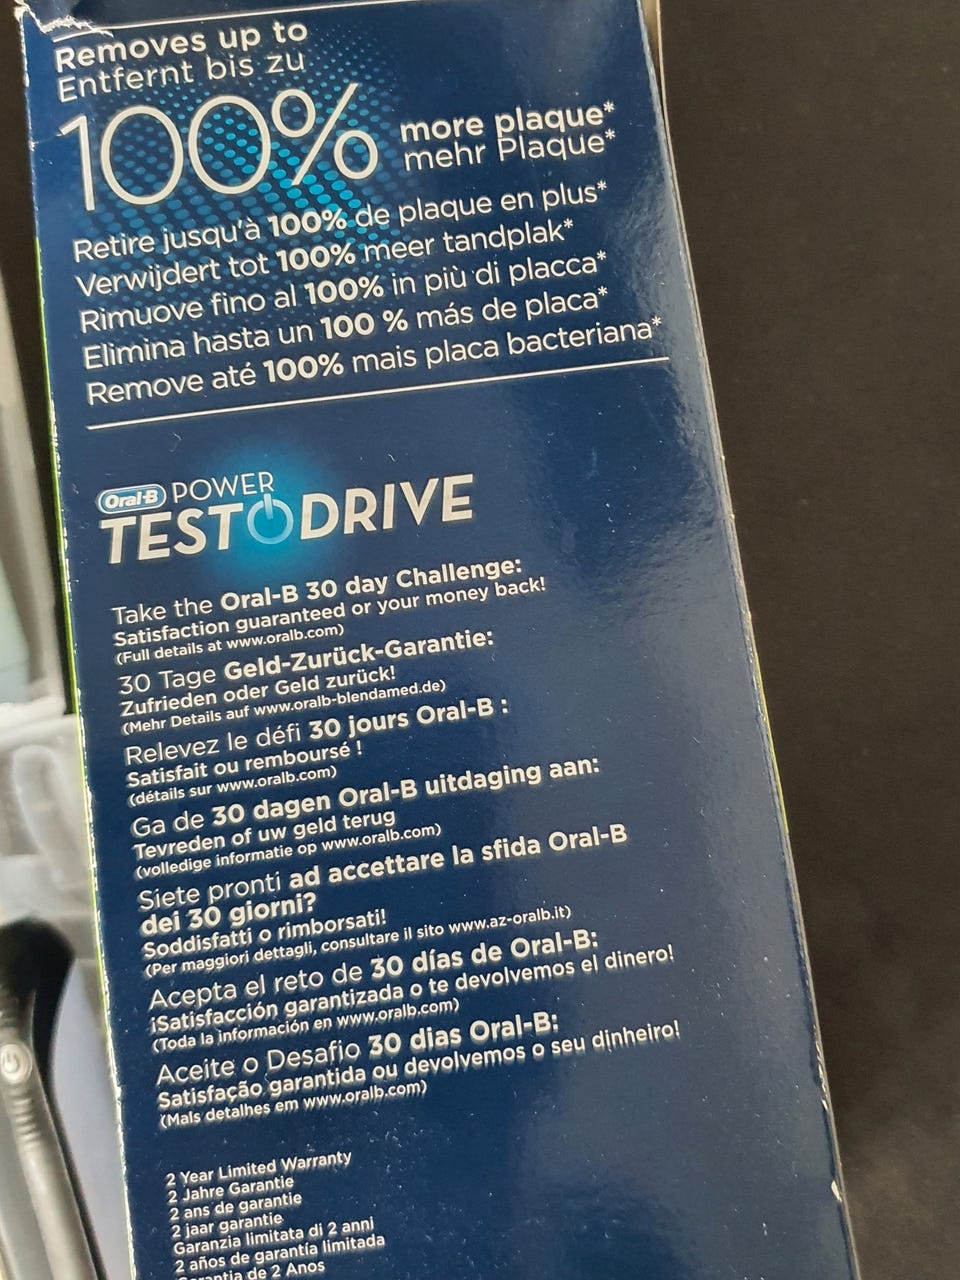 Removes up to
Entfernt bis zu
100% more plaque*
mehr Plaque*
Retire jusqu'à 100% de plaque en plus*
Verwijdert tot 100% meer tandplak*
Rimuove fino al 100% in più di placca*
Elimina hasta un 100 % más de placa*
Remove até 100% mais placa bacteriana*
Oral-B POWER
TEST DRIVE
Take the Oral-B 30 day Challenge:
Satisfaction guaranteed or your money back!
(Full details at www.oralb.com)
30 Tage Geld-Zurück-Garantie:
Zufrieden oder Geld zurück!
(Mehr Details auf www.oralb-blendamed.de)
Relevez le défi 30 jours Oral-B :
Satisfait ou remboursé !
(détails sur www.oralb.com)
Ga de 30 dagen Oral-B uitdaging aan:
Tevreden of uw geld terug
(volledige informatie op www.oralb.com)
Siete pronti ad accettare la sfida Oral-B
dei 30 giorni?
Soddisfatti o rimborsati!
(Per maggiori dettagli, consultare il sito www.az-oralb.it)
Acepta el reto de 30 días de Oral-B:
¡Satisfacción garantizada o te devolvemos el dinero!
(Toda la información en www.oralb.com)
Aceite o Desafio 30 dias Oral-B:
Satisfação garantida ou devolvemos o seu dinheiro!
(Mais detalhes em www.oralb.com)
2 Year Limited Warranty
2 Jahre Garantie
2 ans de garantie
2 jaar garantie
Garanzia limitata di 2 anni
2 años de garantía limitada
Garantia de 2 Anos